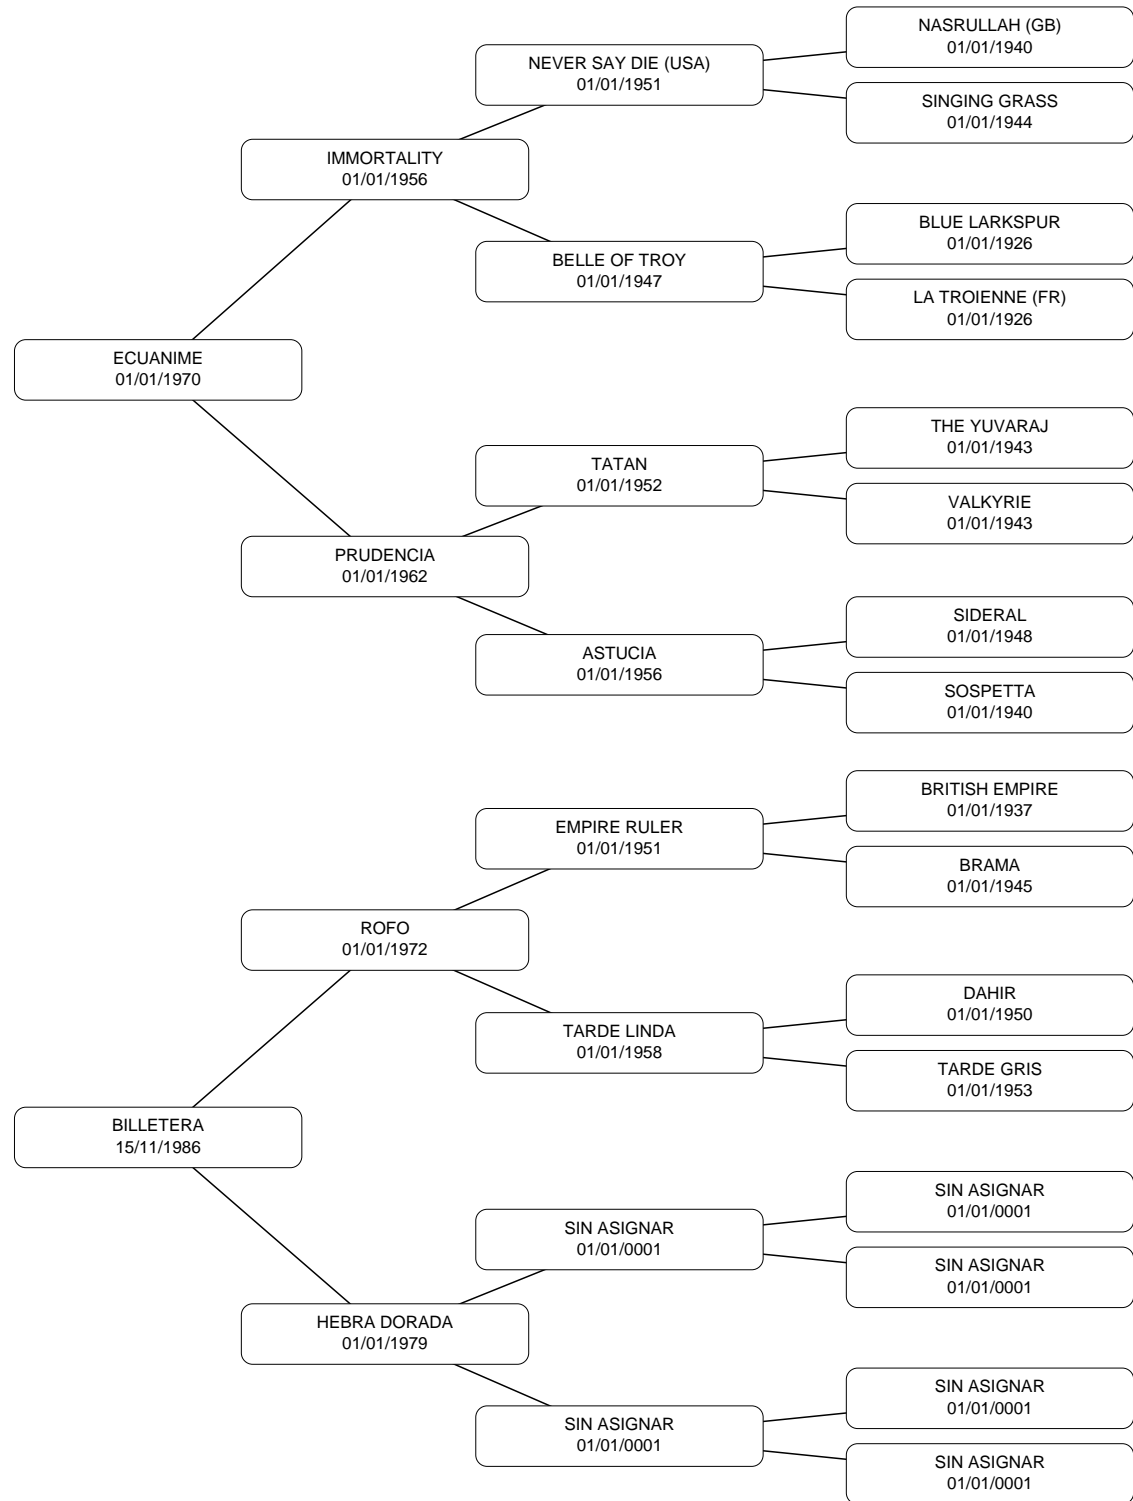 NASRULLAH (GB)
01/01/1940
NEVER SAY DIE (USA)
01/01/1951
SINGING GRASS
01/01/1944
IMMORTALITY
01/01/1956
BLUE LARKSPUR
01/01/1926
BELLE OF TROY
01/01/1947
LA TROIENNE (FR)
01/01/1926
ECUANIME
01/01/1970
THE YUVARAJ
01/01/1943
TATAN
01/01/1952
VALKYRIE
01/01/1943
PRUDENCIA
01/01/1962
SIDERAL
01/01/1948
ASTUCIA
01/01/1956
SOSPETTA
01/01/1940
BRITISH EMPIRE
01/01/1937
EMPIRE RULER
01/01/1951
BRAMA
01/01/1945
ROFO
01/01/1972
DAHIR
01/01/1950
TARDE LINDA
01/01/1958
TARDE GRIS
01/01/1953
BILLETERA
15/11/1986
SIN ASIGNAR
01/01/0001
SIN ASIGNAR
01/01/0001
SIN ASIGNAR
01/01/0001
HEBRA DORADA
01/01/1979
SIN ASIGNAR
01/01/0001
SIN ASIGNAR
01/01/0001
SIN ASIGNAR
01/01/0001